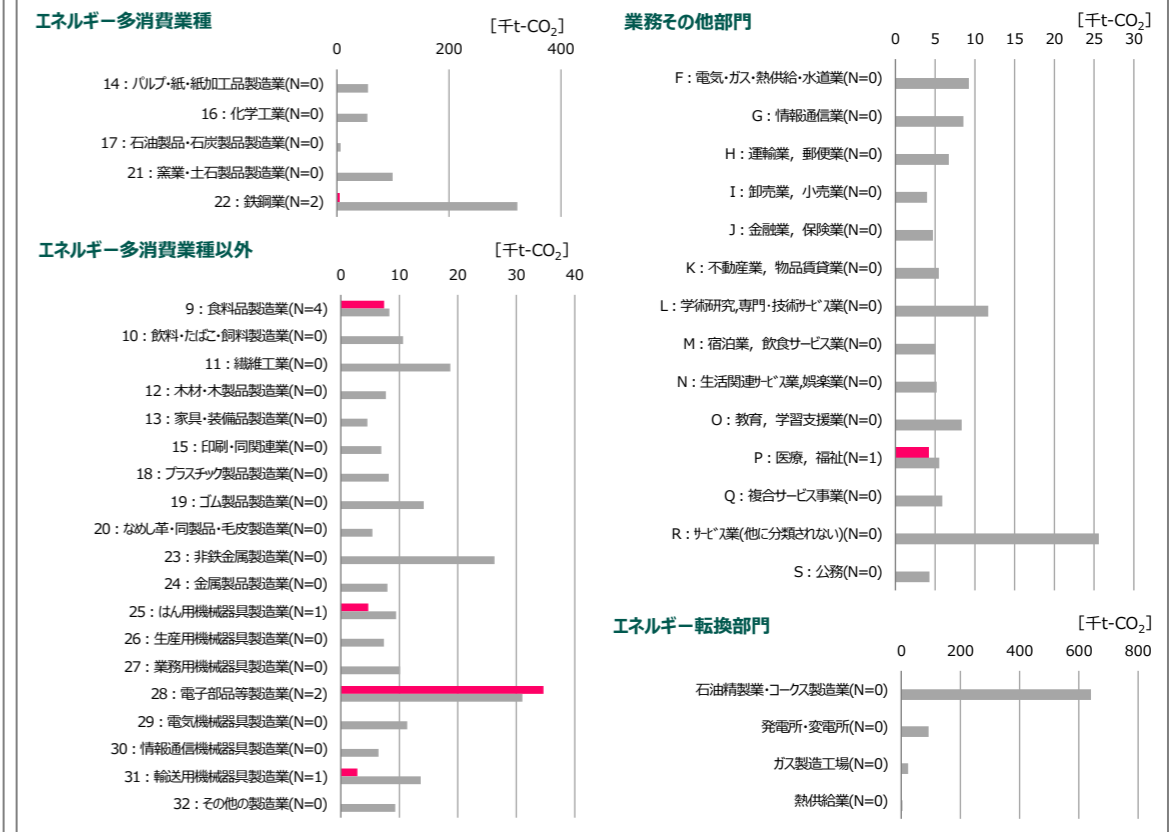 エネルギー多消費業種
[千t-CO2]
0 200 400
14：パルプ・紙・紙加工品製造業(N=0)
16：化学工業(N=0)
17：石油製品・石炭製品製造業(N=0)
21：窯業・土石製品製造業(N=0)
22：鉄鋼業(N=2)
エネルギー多消費業種以外
[千t-CO2]
0 10 20 30 40
9：食料品製造業(N=4)
10：飲料・たばこ・飼料製造業(N=0)
11：繊維工業(N=0)
12：木材・木製品製造業(N=0)
13：家具・装備品製造業(N=0)
15：印刷・同関連業(N=0)
18：プラスチック製品製造業(N=0)
19：ゴム製品製造業(N=0)
20：なめし革・同製品・毛皮製造業(N=0)
23：非鉄金属製造業(N=0)
24：金属製品製造業(N=0)
25：はん用機械器具製造業(N=1)
26：生産用機械器具製造業(N=0)
27：業務用機械器具製造業(N=0)
28：電子部品等製造業(N=2)
29：電気機械器具製造業(N=0)
30：情報通信機械器具製造業(N=0)
31：輸送用機械器具製造業(N=1)
32：その他の製造業(N=0)
業務その他部門
[千t-CO2]
0 5 10 15 20 25 30
F：電気・ガス・熱供給・水道業(N=0)
G：情報通信業(N=0)
H：運輸業，郵便業(N=0)
I：卸売業，小売業(N=0)
J：金融業，保険業(N=0)
K：不動産業，物品賃貸業(N=0)
L：学術研究,専門・技術ｻｰﾋﾞｽ業(N=0)
M：宿泊業，飲食サービス業(N=0)
N：生活関連ｻｰﾋﾞｽ業,娯楽業(N=0)
O：教育，学習支援業(N=0)
P：医療，福祉(N=1)
Q：複合サービス事業(N=0)
R：ｻｰﾋﾞｽ業(他に分類されない)(N=0)
S：公務(N=0)
エネルギー転換部門
[千t-CO2]
0 200 400 600 800
石油精製業・コークス製造業(N=0)
発電所・変電所(N=0)
ガス製造工場(N=0)
熱供給業(N=0)